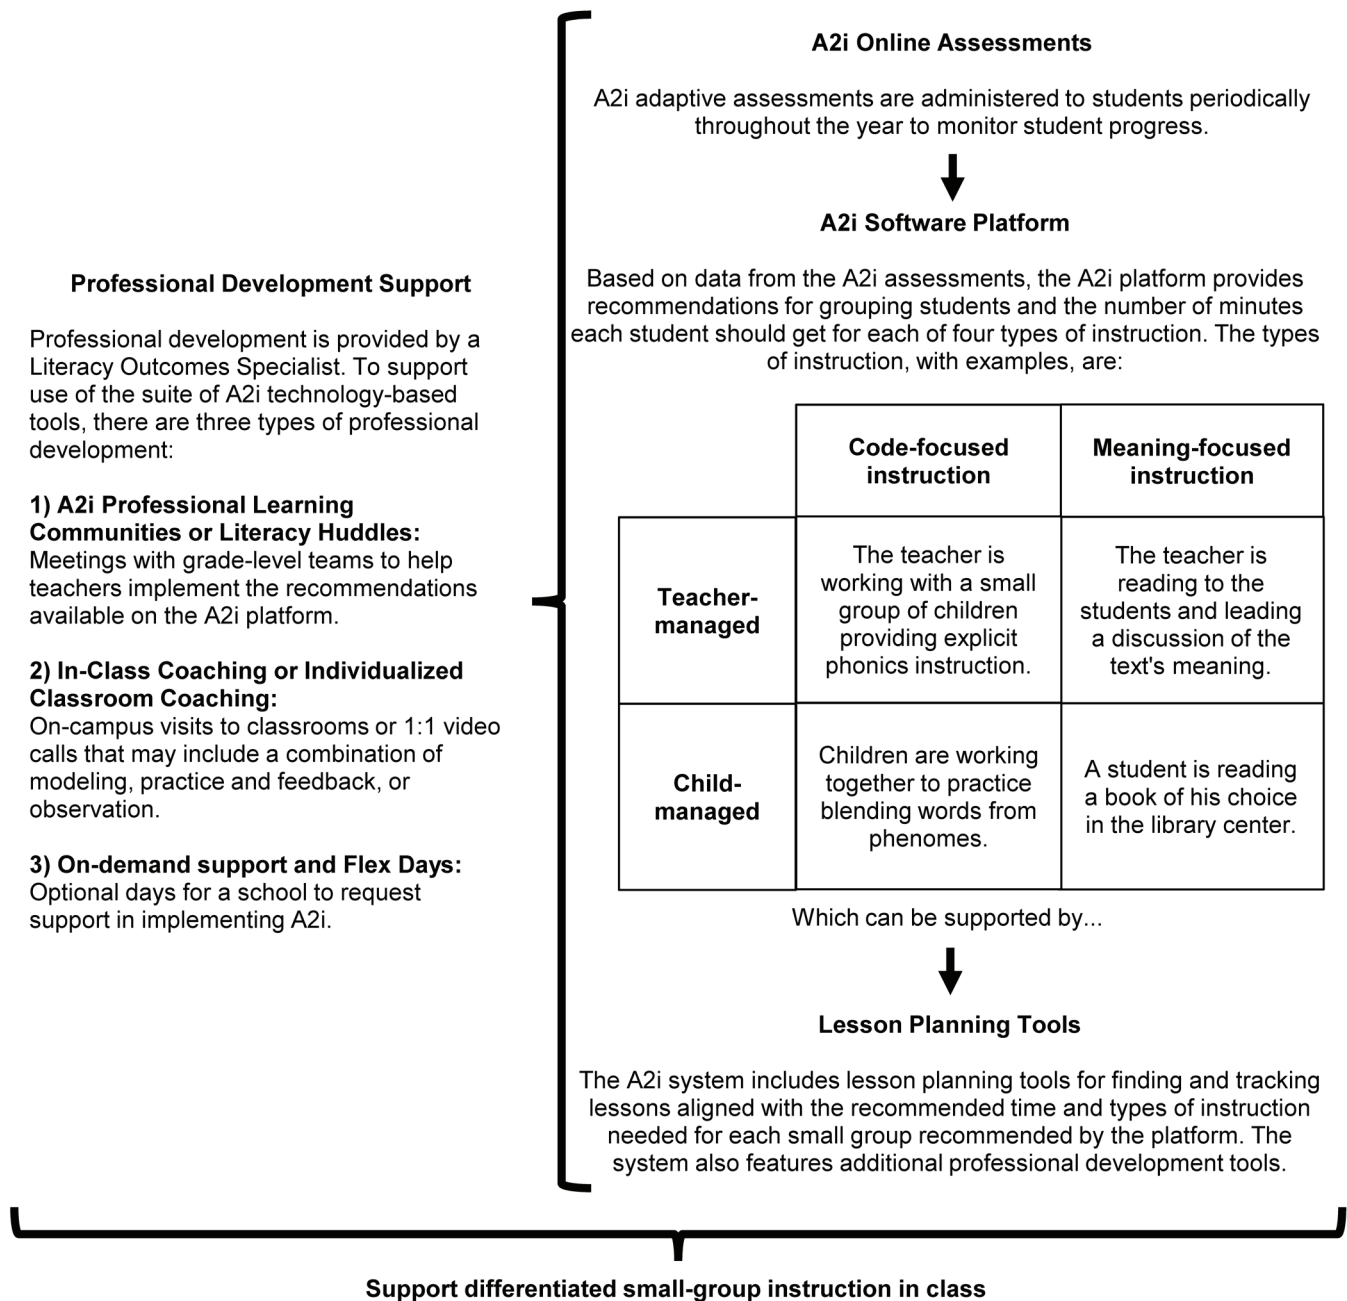 Professional Development Support
Professional development is provided by a
Literacy Outcomes Specialist. To support
use of the suite of A2i technology-based
tools, there are three types of professional
development:
1) A2i Professional Learning
Communities or Literacy Huddles:
Meetings with grade-level teams to help
teachers implement the recommendations
available on the A2i platform.
2) In-Class Coaching or Individualized
Classroom Coaching:
On-campus visits to classrooms or 1:1 video
calls that may include a combination of
modeling, practice and feedback, or
observation.
3) On-demand support and Flex Days:
Optional days for a school to request
support in implementing A2i.
A2i Online Assessments
A2i adaptive assessments are administered to students periodically
throughout the year to monitor student progress.
A2i Software Platform
Based on data from the A2i assessments, the A2i platform provides
recommendations for grouping students and the number of minutes
each student should get for each of four types of instruction. The types
of instruction, with examples, are:
Code-focused
instruction
Meaning-focused
instruction
Teacher-
managed
The teacher is
working with a small
group of children
providing explicit
phonics instruction.
The teacher is
reading to the
students and leading
a discussion of the
text's meaning.
Child-
managed
Children are working
together to practice
blending words from
phenomes.
A student is reading
a book of his choice
in the library center.
Which can be supported by...
Lesson Planning Tools
The A2i system includes lesson planning tools for finding and tracking
lessons aligned with the recommended time and types of instruction
needed for each small group recommended by the platform. The
system also features additional professional development tools.
Support differentiated small-group instruction in class